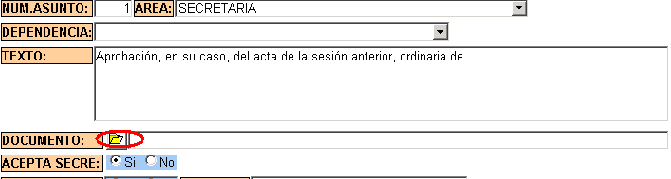 NUM.ASUNTO: 1 AREA: SECRETARIA
DEPENDENCIA:
TEXTO: Aprobación, en su caso, del acta de la sesión anterior, ordinaria de
DOCUMENTO:
ACEPTA SECRE: Si No